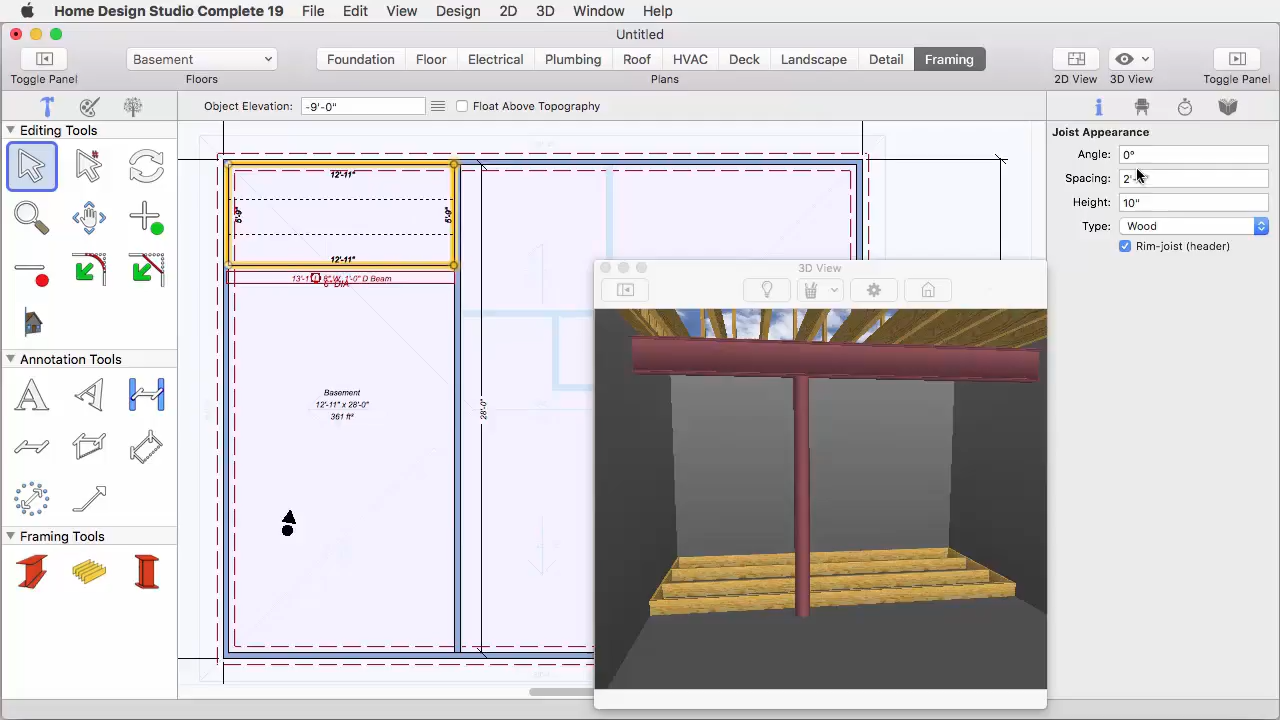 Home Design Studio Complete 19 File Edit View Design 2D 3D Window Help
Untitled
Basement
Foundation Floor Electrical Plumbing Roof HVAC Deck Landscape Detail Framing
Toggle Panel Floors Plans 2D View 3D View Toggle Panel
Object Elevation: -9'-0" Float Above Topography
Editing Tools
Annotation Tools
Framing Tools
12'-11"
12'-11"
Basement
12'-11" x 28'-0"
361 ft²
28'-0"
3D View
Joist Appearance
Angle: 0°
Spacing:
Height: 10"
Type: Wood
Rim-joist (header)